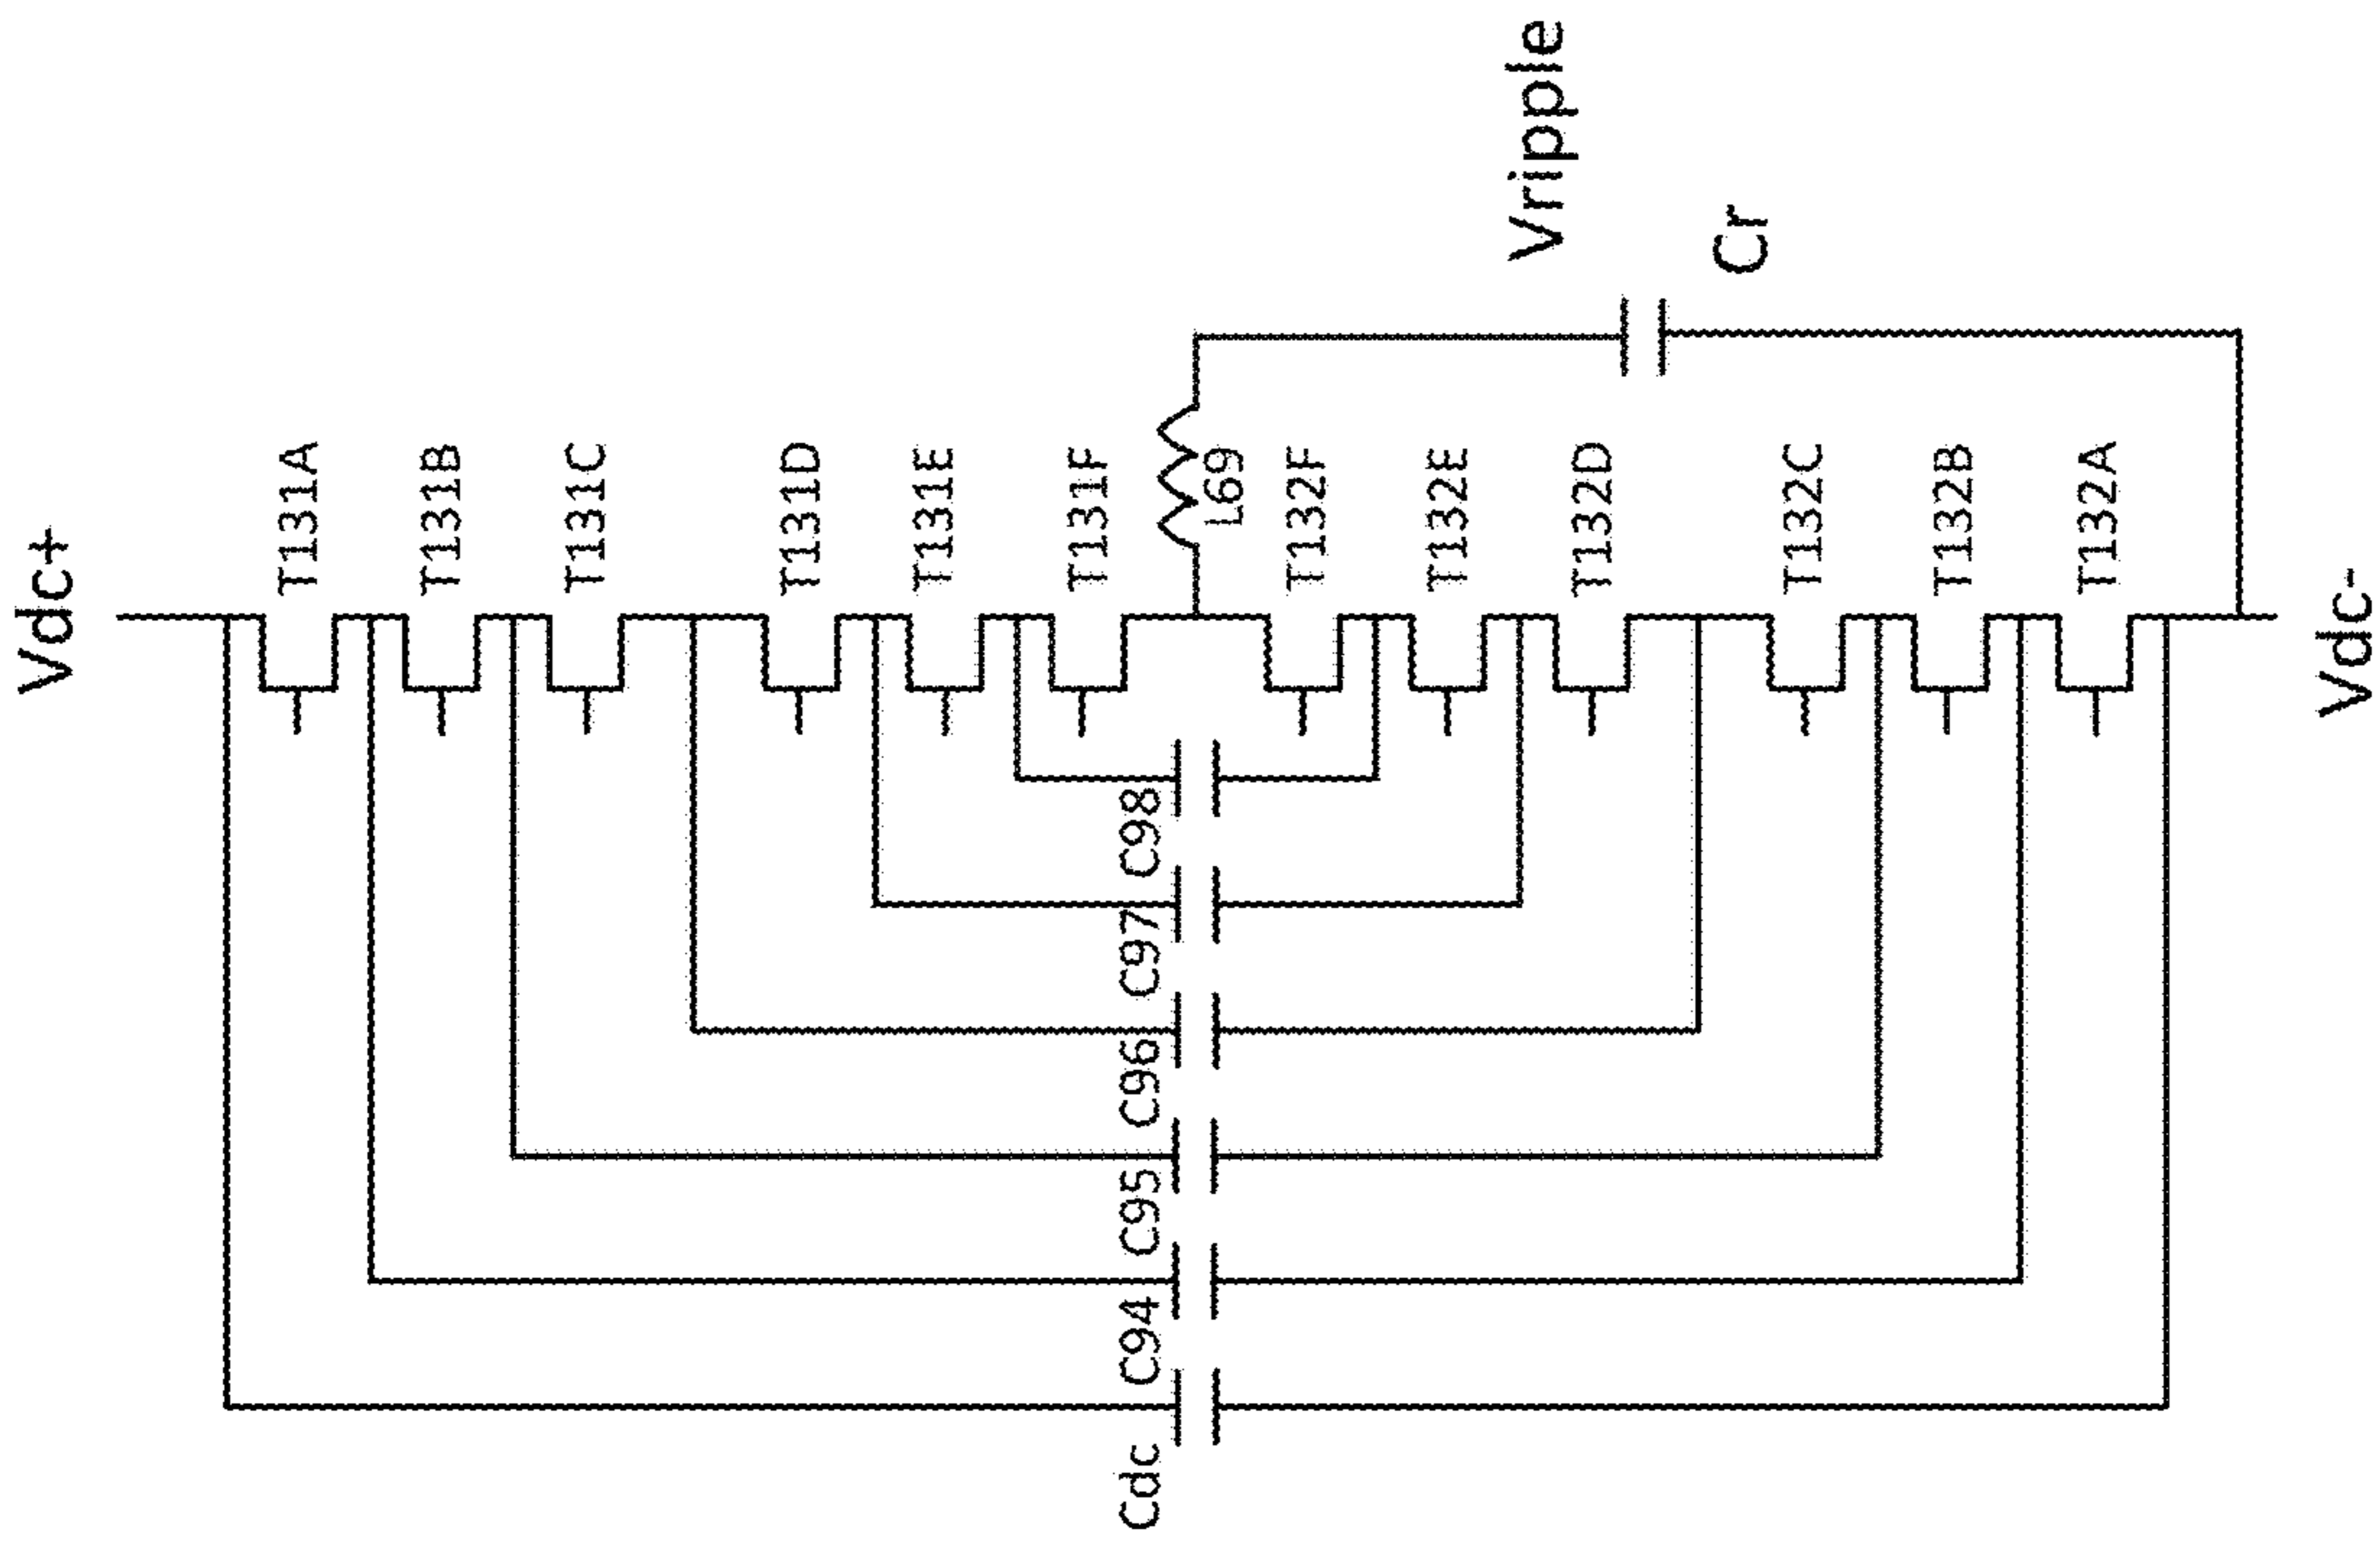 Vdc+
T131A
T131B
T131C
T131D
T131E
T131F
L69
T132F
T132E
T132D
T132C
T132B
T132A
Vdc-
Vripple
Cr
Cdc
C94
C95
C96
C97
C98